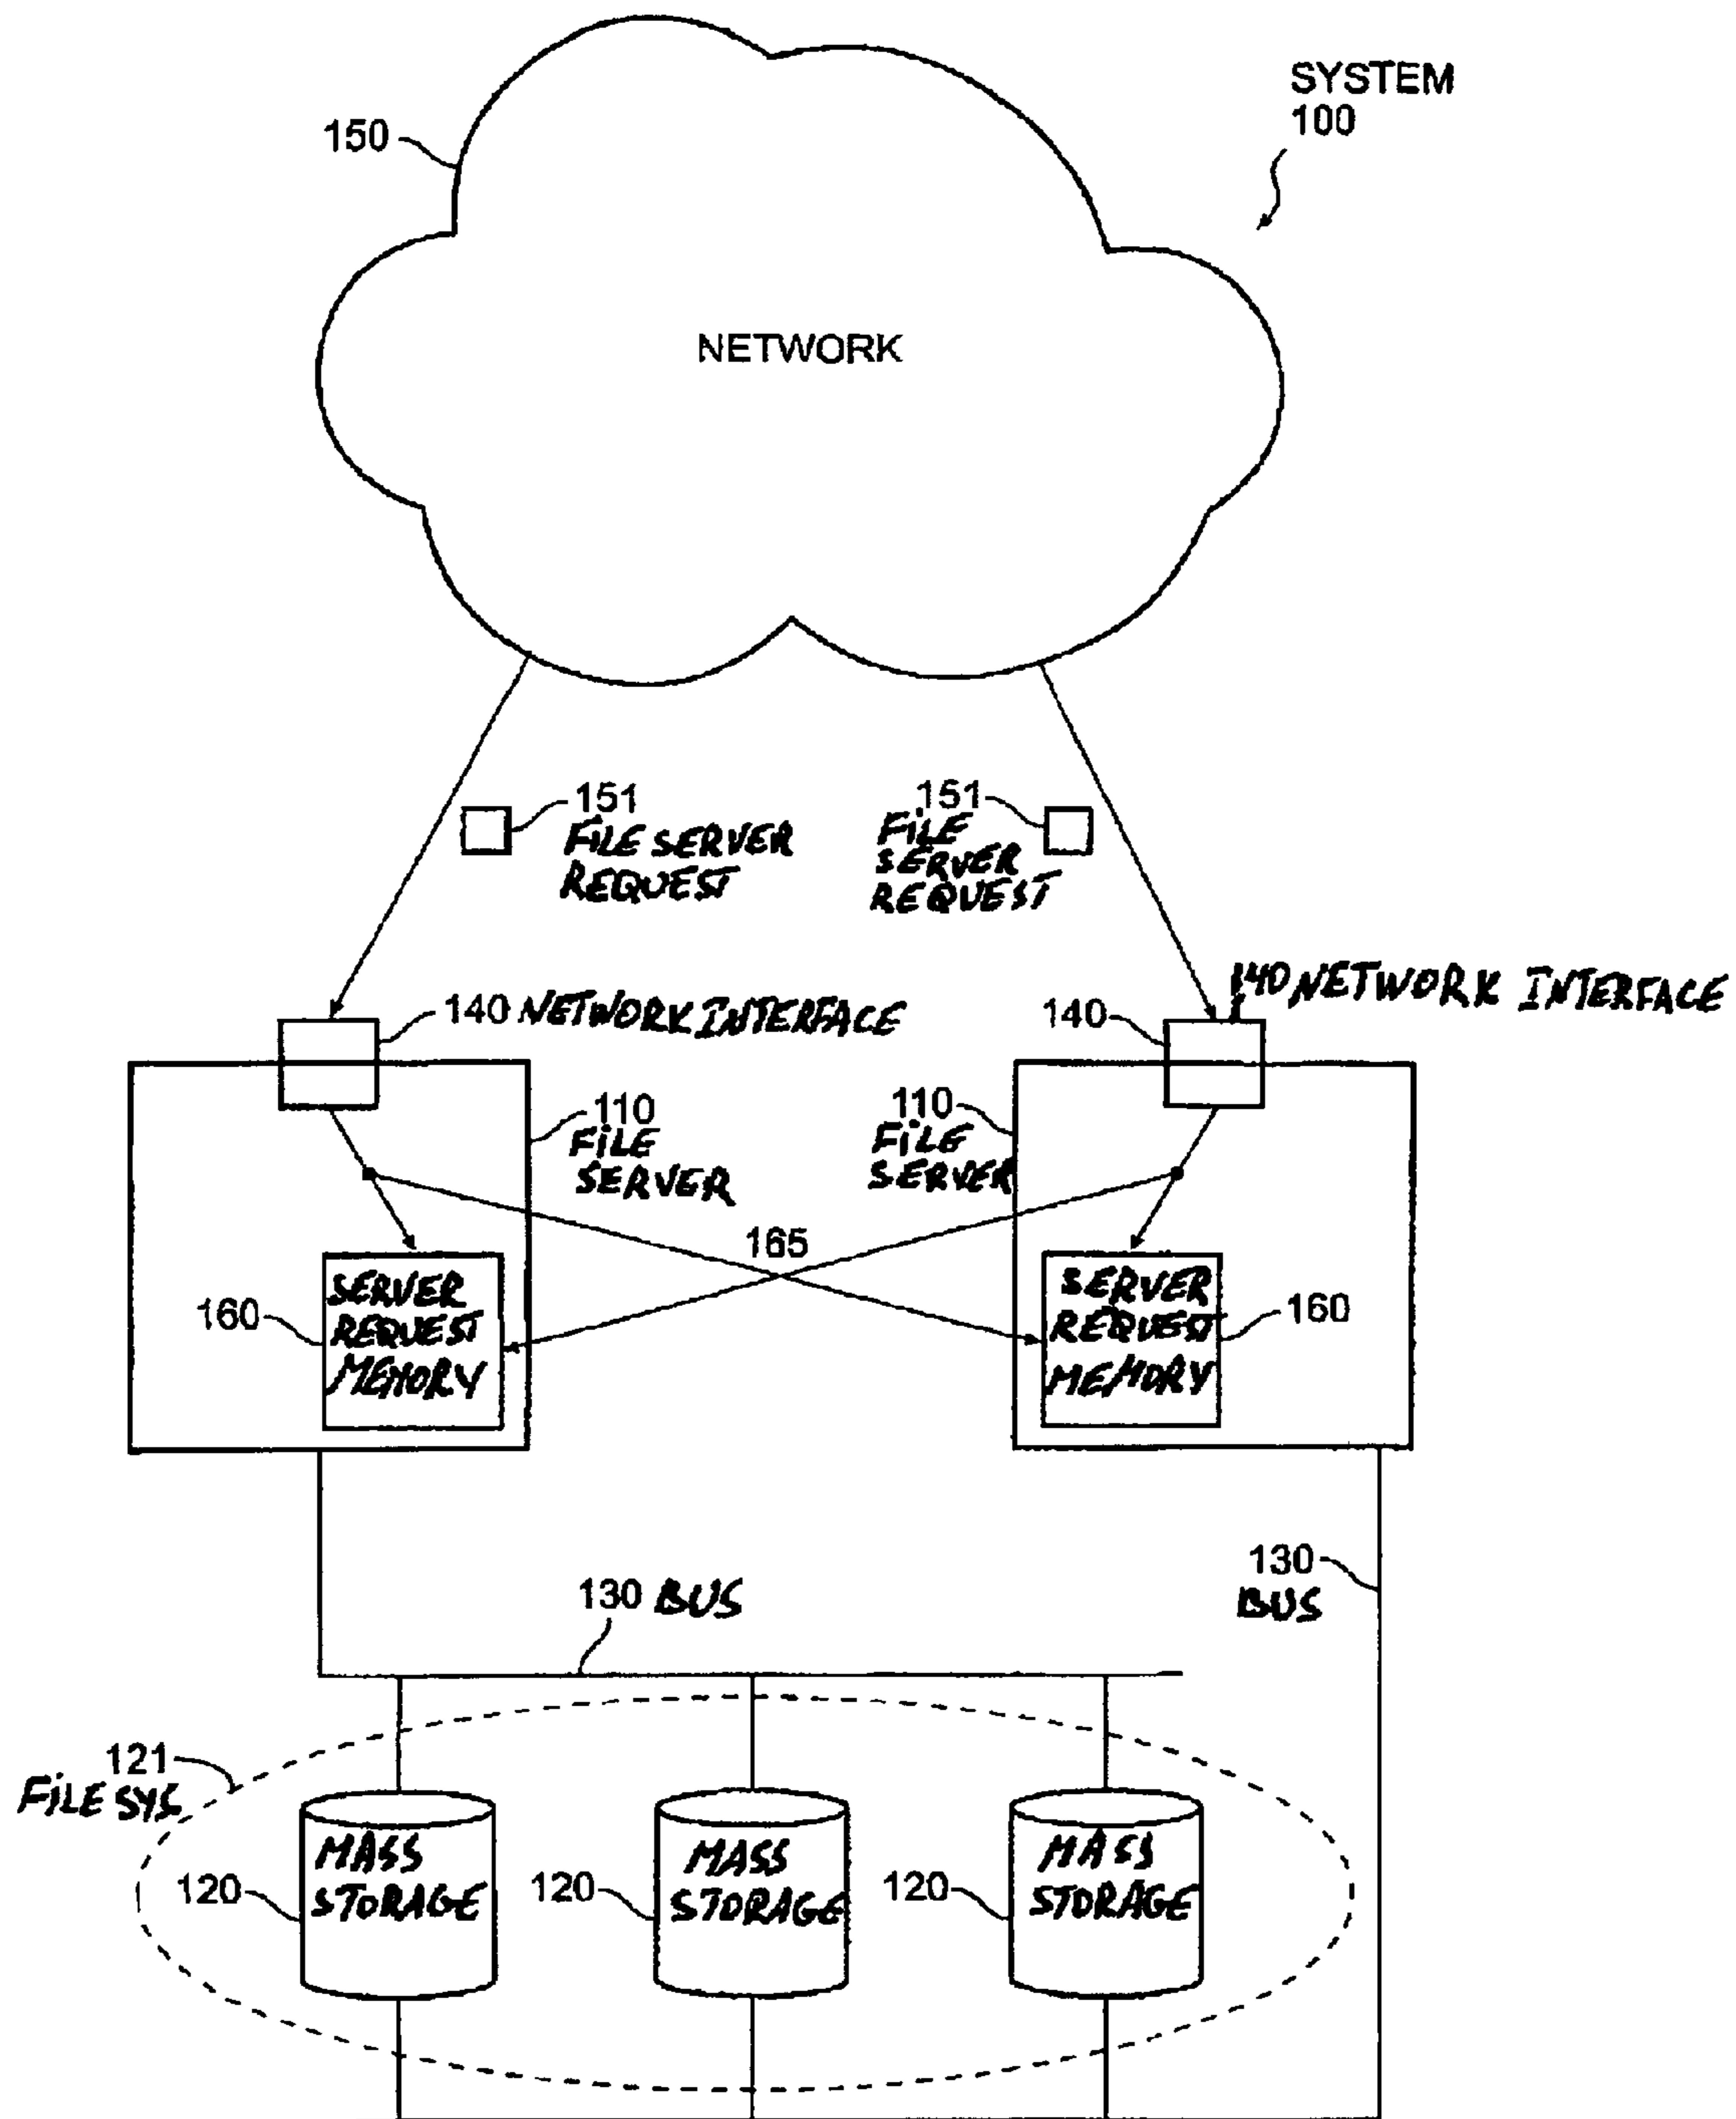 SYSTEM
100
150
NETWORK
151
FILE SERVER
REQUEST
151
FILE
SERVER
REQUEST
140 NETWORK INTERFACE
140
140 NETWORK INTERFACE
110
FILE
SERVER
110
FILE
SERVER
165
160
SERVER
REQUEST
MEMORY
SERVER
REQUEST
MEMORY
160
130 BUS
130
BUS
121
FILE SYS.
120
MASS
STORAGE
120
MASS
STORAGE
120
MASS
STORAGE